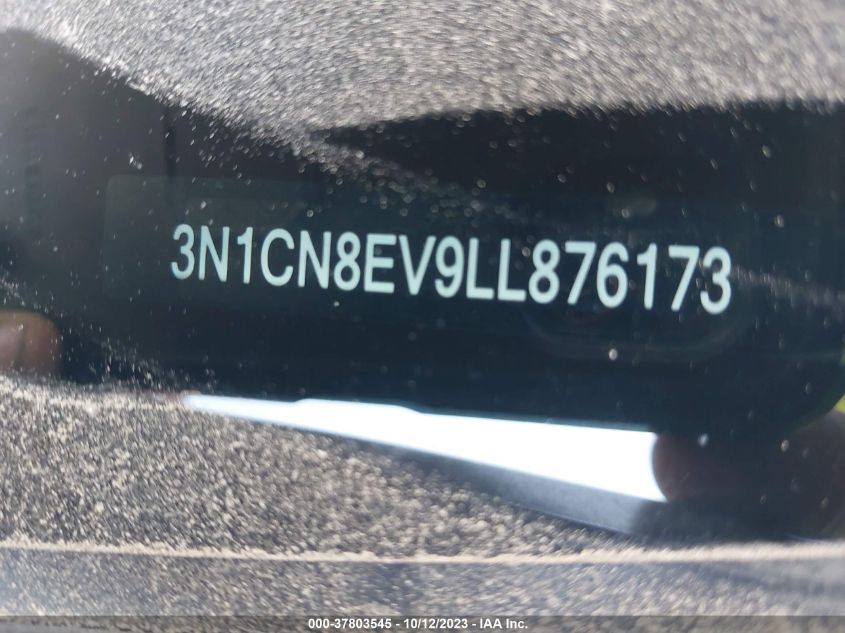 3N1CN8EV9LL876173
000-37803545 - 10/12/2023 - IAA Inc.